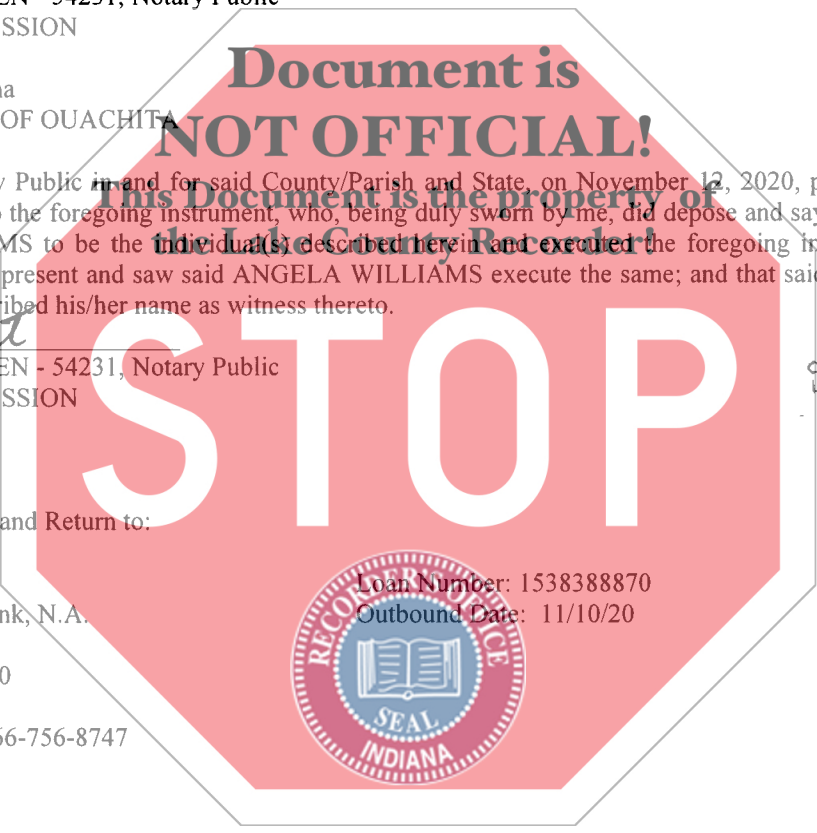 EN - 54231, Notary Public
SSION
Document is
na
OF OUACHITA
NOT OFFICIAL!
y Public in and for said County/Parish and State, on November 12, 2020, p
This Document is the property of
o the foregoing instrument, who, being duly sworn by me, did depose and say
MS to be the individual(s) described herein and executed the foregoing in
the Lake County Recorder!
present and saw said ANGELA WILLIAMS execute the same; and that said
ribed his/her name as witness thereto.
STOP
EN - 54231, Notary Public
SSION
and Return to:
Loan Number: 1538388870
nk, N.A.
Outbound Date: 11/10/20
0
66-756-8747
RECORDER'S OFFICE
SEAL
INDIANA